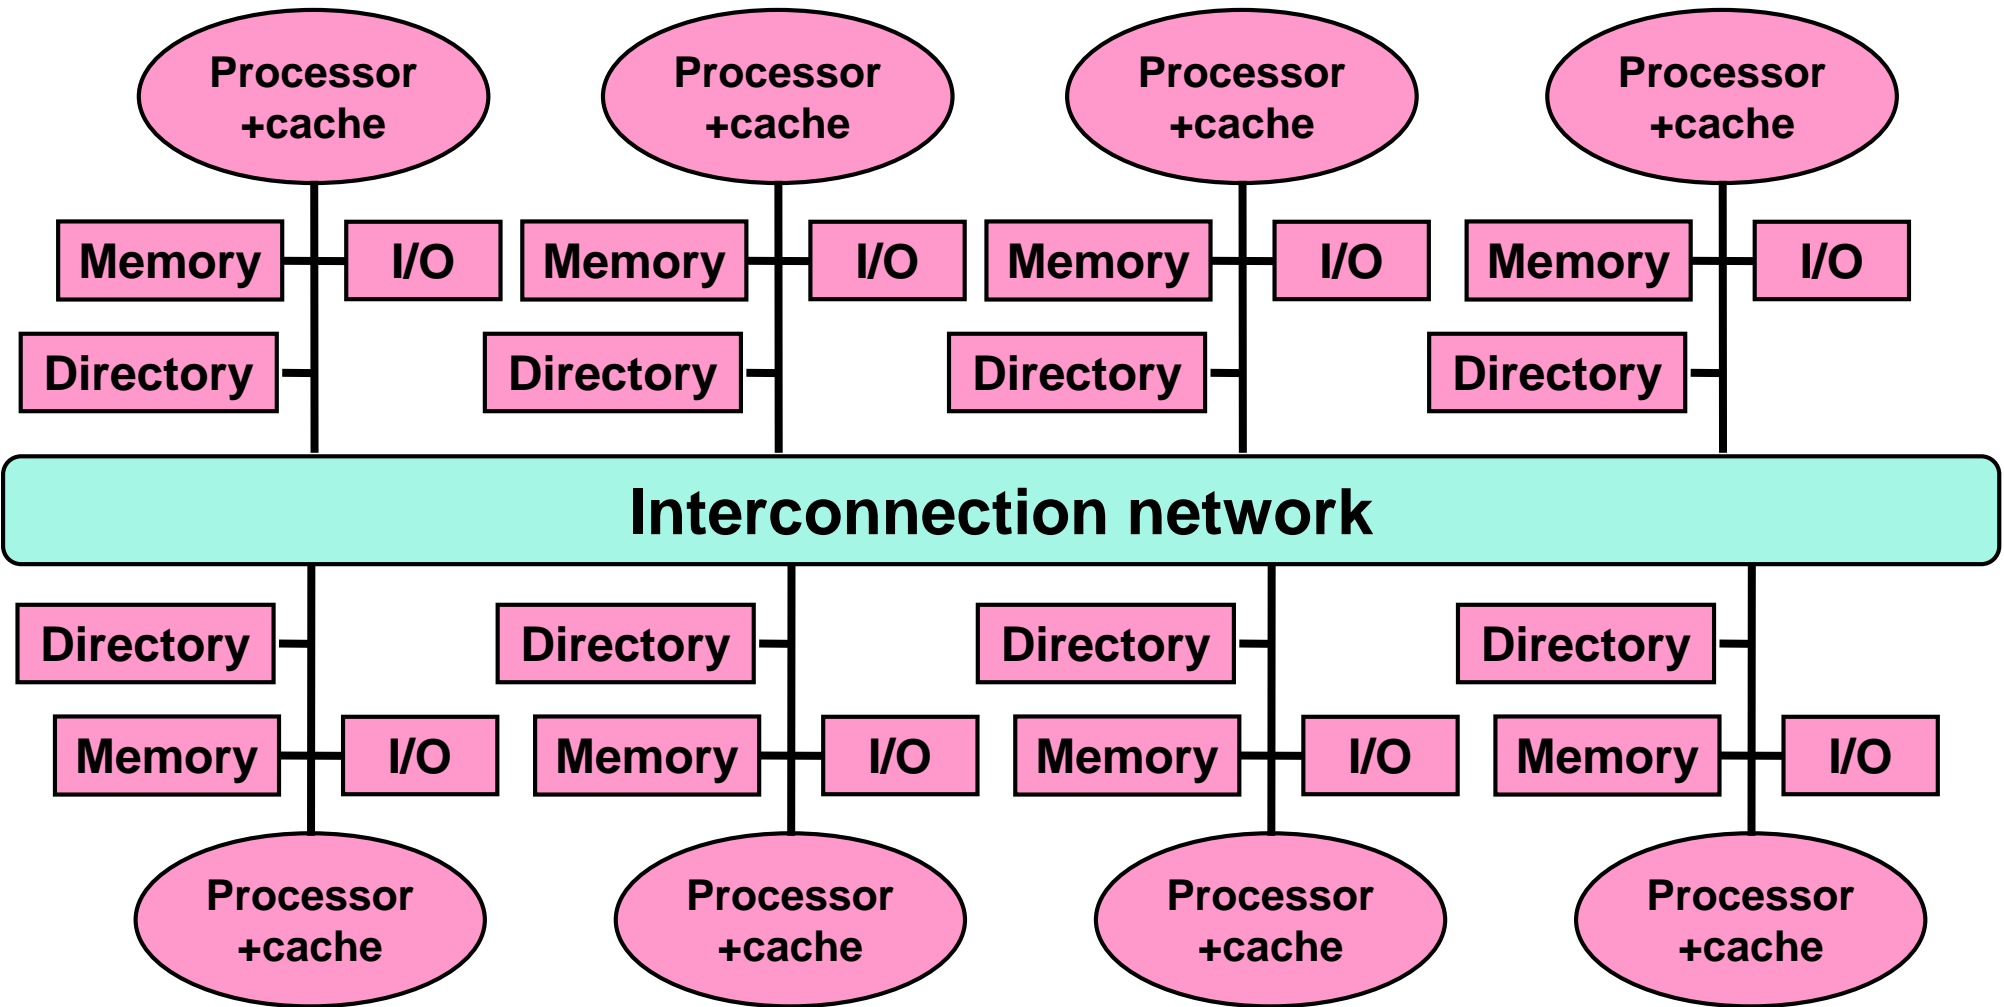 Processor
+cache
Processor
+cache
Processor
+cache
Processor
+cache
Memory I/O Memory I/O Memory I/O Memory I/O
Directory Directory Directory Directory
Interconnection network
Directory Directory Directory Directory
Memory I/O Memory I/O Memory I/O Memory I/O
Processor
+cache
Processor
+cache
Processor
+cache
Processor
+cache